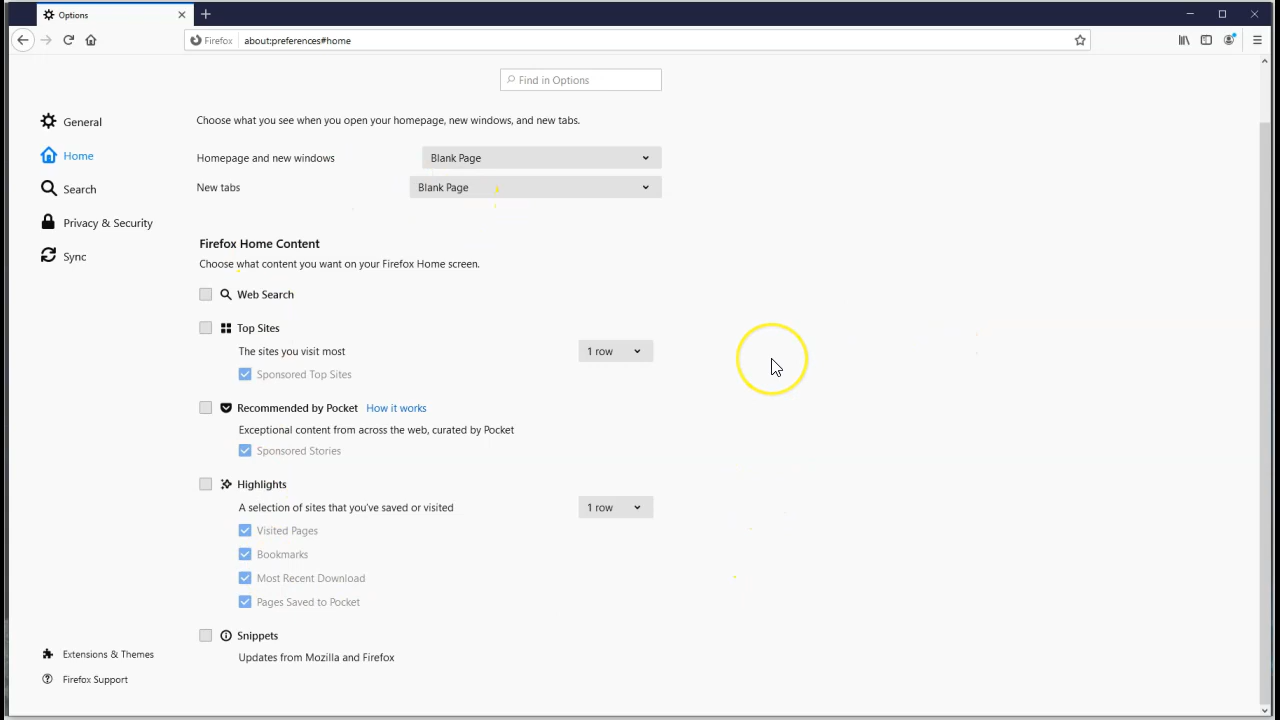 Options
Firefox about:preferences#home
Find in Options
General
Home
Search
Privacy & Security
Sync
Extensions & Themes
Firefox Support
Choose what you see when you open your homepage, new windows, and new tabs.
Homepage and new windows Blank Page
New tabs Blank Page
Firefox Home Content
Choose what content you want on your Firefox Home screen.
Web Search
Top Sites
The sites you visit most 1 row
Sponsored Top Sites
Recommended by Pocket How it works
Exceptional content from across the web, curated by Pocket
Sponsored Stories
Highlights
A selection of sites that you've saved or visited 1 row
Visited Pages
Bookmarks
Most Recent Download
Pages Saved to Pocket
Snippets
Updates from Mozilla and Firefox